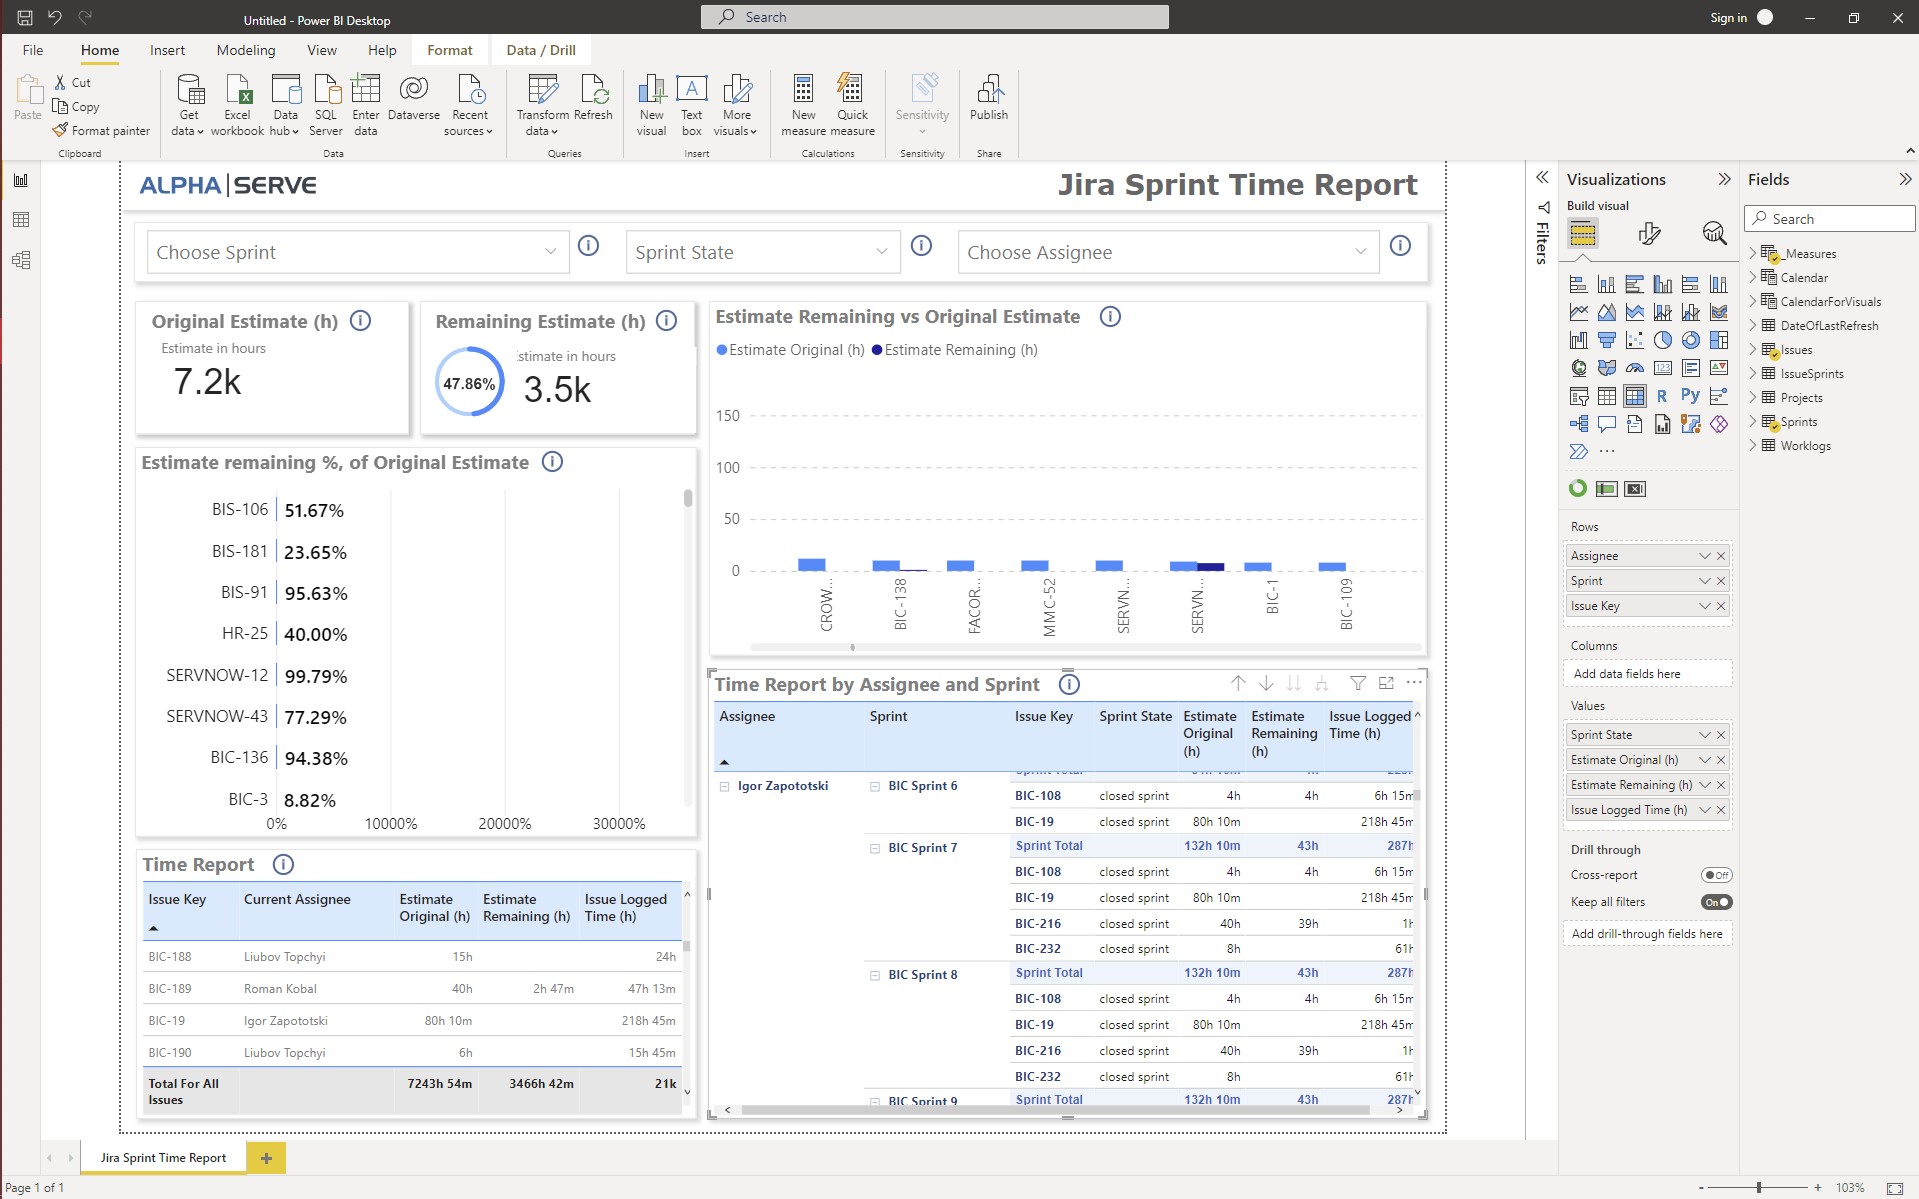 Untitled - Power BI Desktop
Search
Sign in
File Home Insert Modeling View Help Format Data / Drill
Paste
Cut
Copy
Format painter
Clipboard
Get data
Excel workbook
Data hub
SQL Server
Enter data
Dataverse
Recent sources
Data
Transform data
Refresh
Queries
New visual
Text box
More visuals
Insert
New measure
Quick measure
Calculations
Sensitivity
Sensitivity
Publish
Share
ALPHA|SERVE
Jira Sprint Time Report
Choose Sprint
Sprint State
Choose Assignee
Original Estimate (h)
Estimate in hours
7.2k
Remaining Estimate (h)
stimate in hours
47.86%
3.5k
Estimate remaining %, of Original Estimate
BIS-106 51.67%
BIS-181 23.65%
BIS-91 95.63%
HR-25 40.00%
SERVNOW-12 99.79%
SERVNOW-43 77.29%
BIC-136 94.38%
BIC-3 8.82%
0% 10000% 20000% 30000%
Estimate Remaining vs Original Estimate
Estimate Original (h) Estimate Remaining (h)
150
100
50
0
CROW...
BIC-138
FACOR...
MMC-52
SERVN...
SERVN...
BIC-1
BIC-109
Time Report
Issue Key Current Assignee Estimate Original (h) Estimate Remaining (h) Issue Logged Time (h)
BIC-188 Liubov Topchyi 15h 24h
BIC-189 Roman Kobal 40h 2h 47m 47h 13m
BIC-19 Igor Zapototski 80h 10m 218h 45m
BIC-190 Liubov Topchyi 6h 15h 45m
Total For All Issues 7243h 54m 3466h 42m 21k
Time Report by Assignee and Sprint
Assignee Sprint Issue Key Sprint State Estimate Original (h) Estimate Remaining (h) Issue Logged Time (h)
Igor Zapototski BIC Sprint 6
BIC-108 closed sprint 4h 4h 6h 15m
BIC-19 closed sprint 80h 10m 218h 45m
BIC Sprint 7 Sprint Total 132h 10m 43h 287h
BIC-108 closed sprint 4h 4h 6h 15m
BIC-19 closed sprint 80h 10m 218h 45m
BIC-216 closed sprint 40h 39h 1h
BIC-232 closed sprint 8h 61h
BIC Sprint 8 Sprint Total 132h 10m 43h 287h
BIC-108 closed sprint 4h 4h 6h 15m
BIC-19 closed sprint 80h 10m 218h 45m
BIC-216 closed sprint 40h 39h 1h
BIC-232 closed sprint 8h 61h
BIC Sprint 9 Sprint Total 132h 10m 43h 287h
Filters
Visualizations
Build visual
R
Py
123
Rows
Assignee
Sprint
Issue Key
Columns
Add data fields here
Values
Sprint State
Estimate Original (h)
Estimate Remaining (h)
Issue Logged Time (h)
Drill through
Cross-report
Off
Keep all filters
On
Add drill-through fields here
Fields
Search
_Measures
Calendar
CalendarForVisuals
DateOfLastRefresh
Issues
IssueSprints
Projects
Sprints
Worklogs
Jira Sprint Time Report
Page 1 of 1
103%